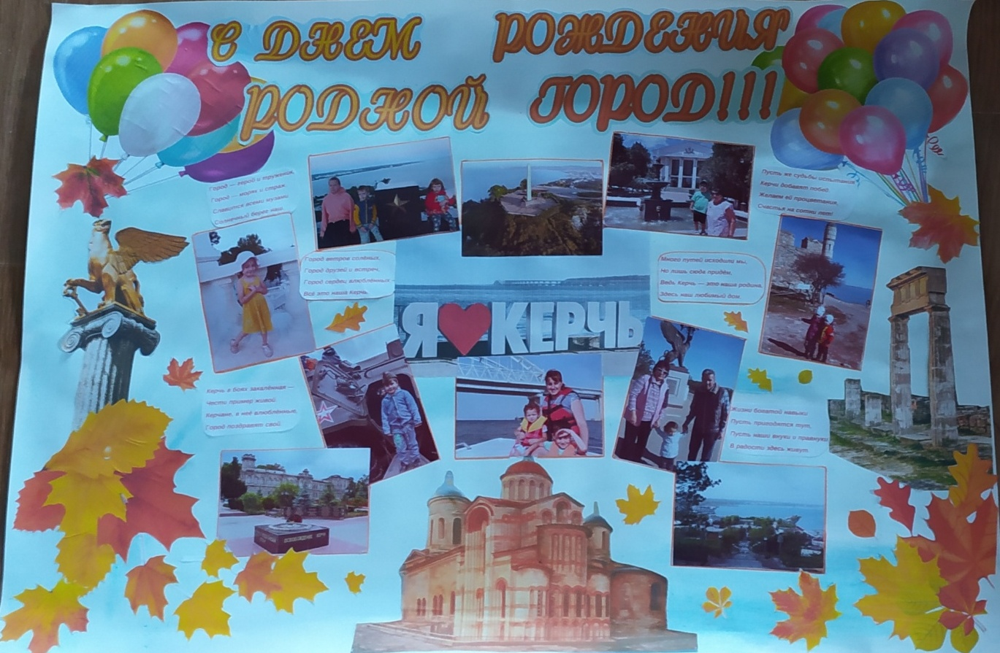 С ДНЕМ РОЖДЕНИЯ
РОДНОЙ ГОРОД!!!
Город — герой и труженик,
Город — моряк и страж.
Славится всеми музами
Солнечный берег наш.
Пусть же судьбы испытания
Керчи добавят побед.
Желаем ей процветания,
Счастья на сотни лет!
Город ветров солёных,
Город друзей и встреч,
Город сердец влюблённых —
Всё это наша Керчь.
Много путей исходили мы,
Но лишь сюда придём.
Ведь Керчь — это наша родина,
Здесь наш любимый дом.
Я КЕРЧЬ
Керчь в боях закалённая —
Чести пример живой.
Керчане, в неё влюблённые,
Город поздравят свой.
Жизни богатой навыки
Пусть пригодятся тут,
Пусть наши внуки и правнуки
В радости здесь живут.